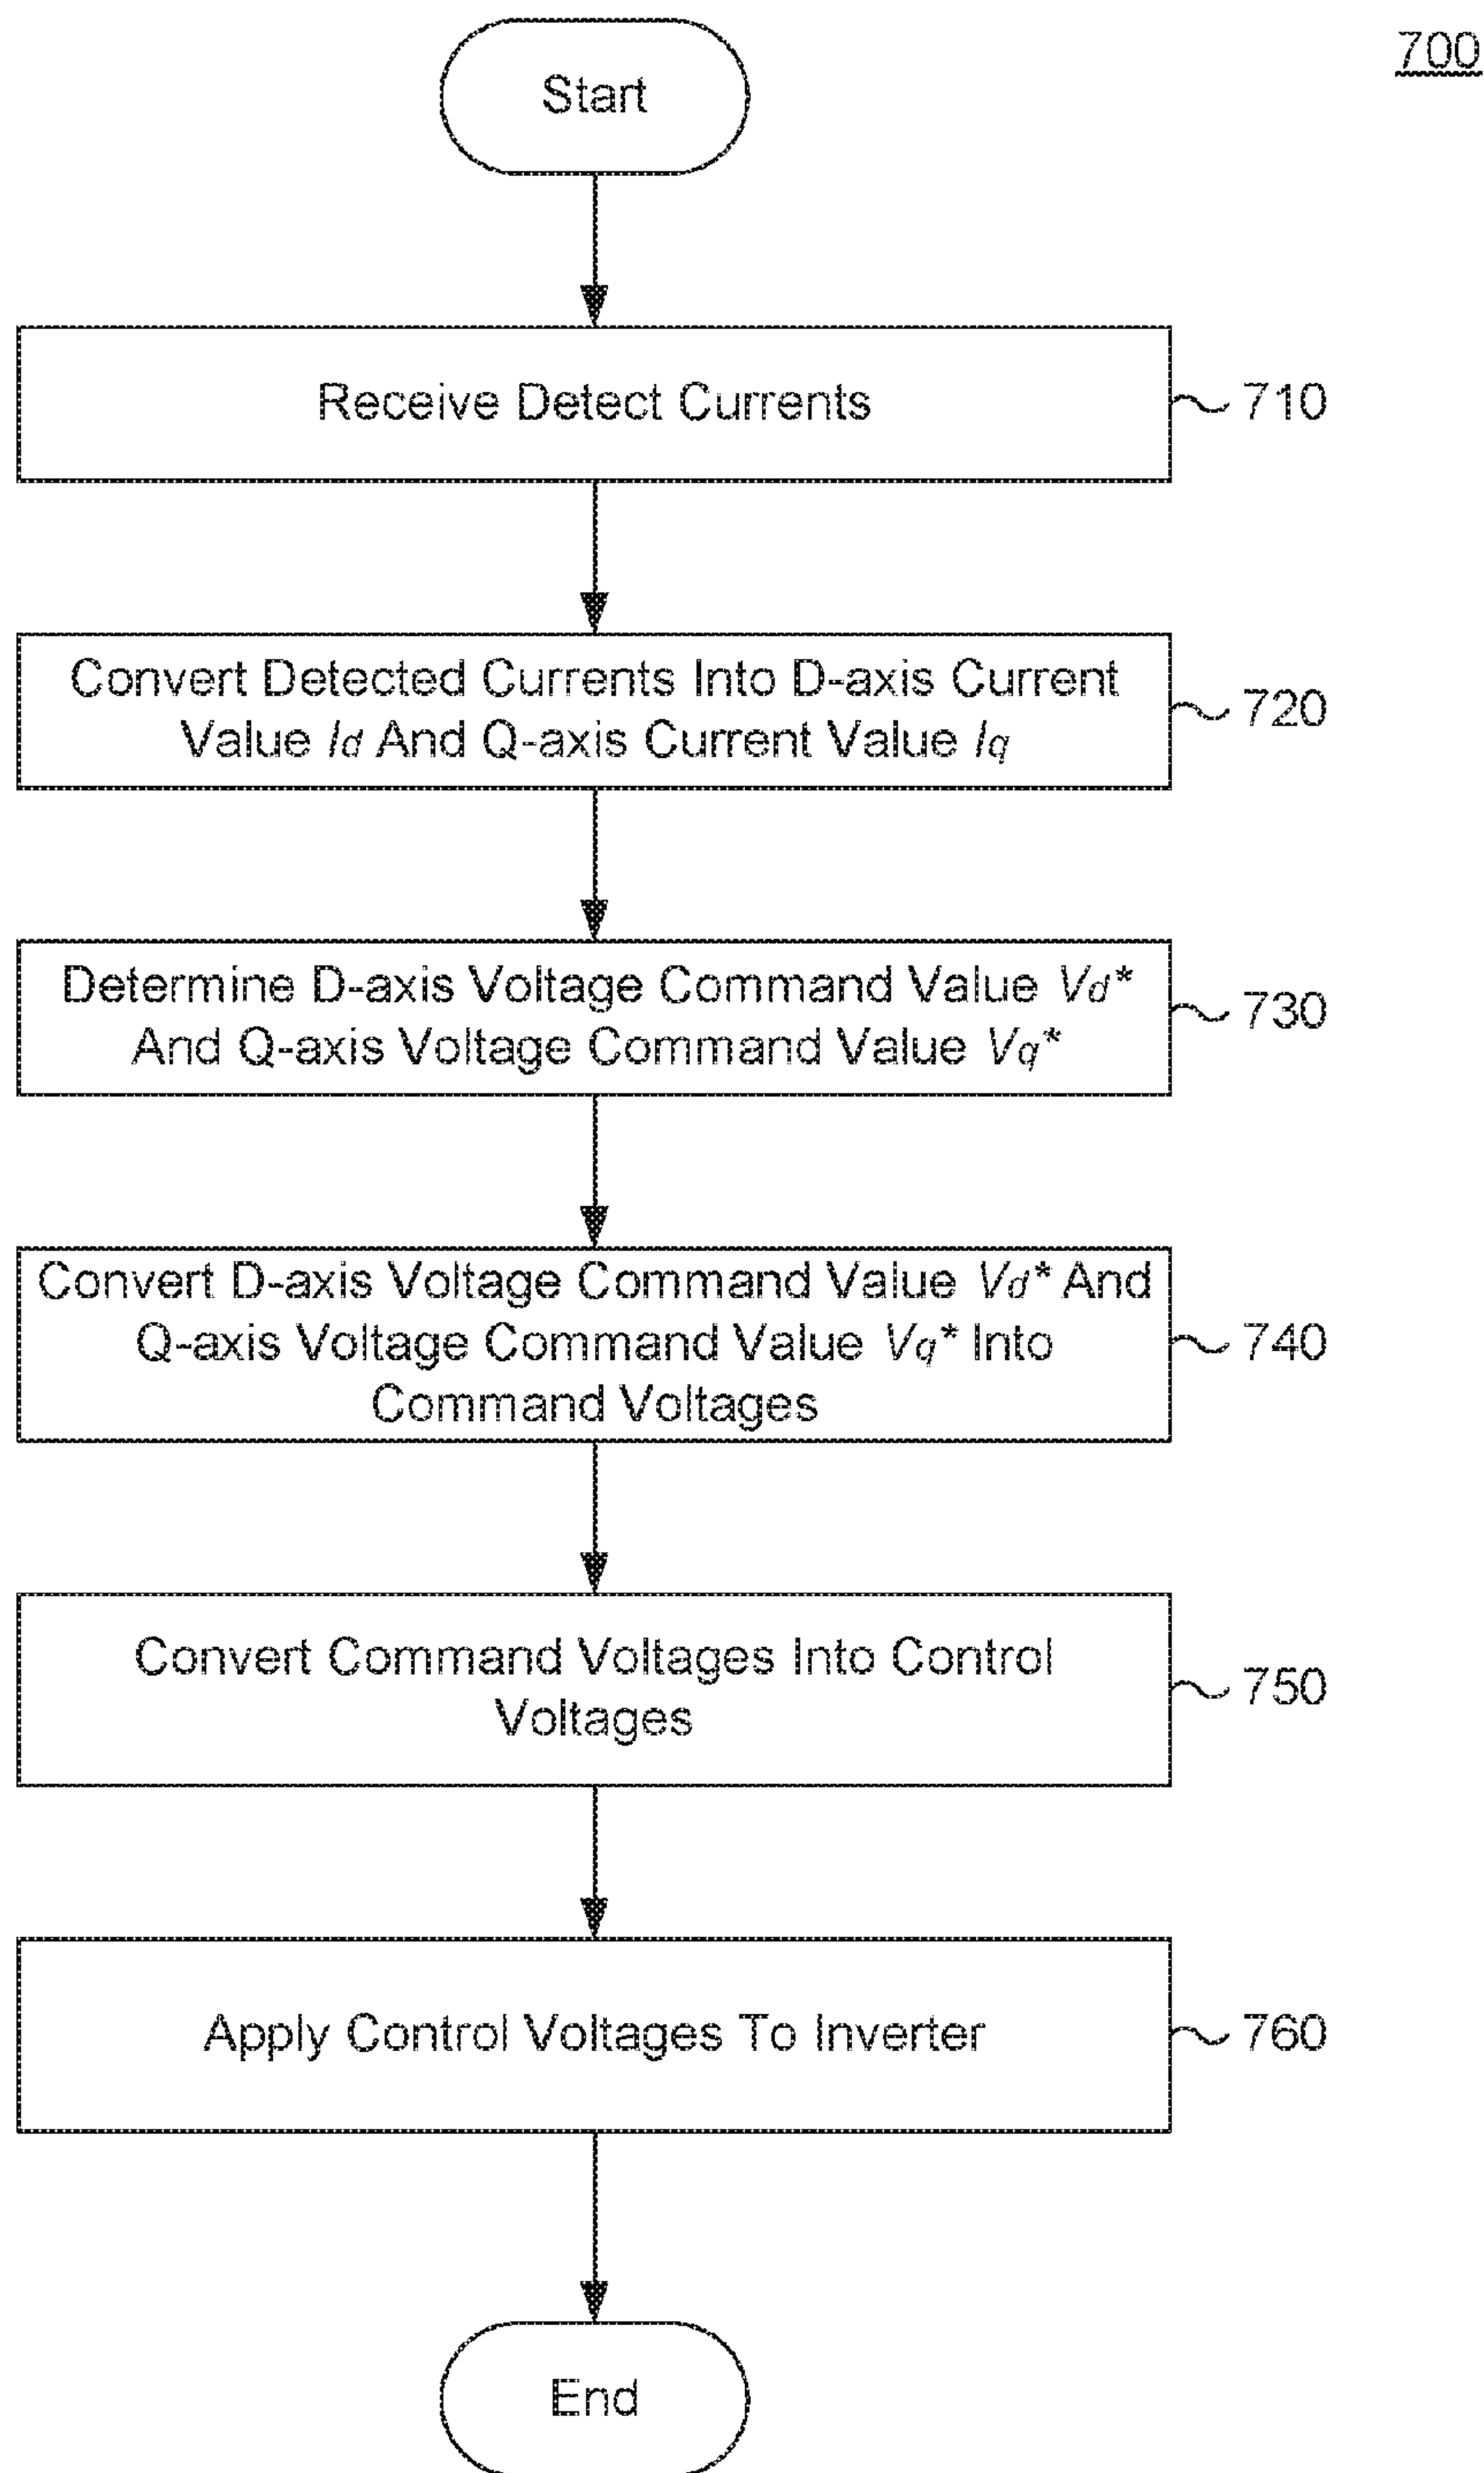 700
Start
Receive Detect Currents
710
Convert Detected Currents Into D-axis Current
Value Id And Q-axis Current Value Iq
720
Determine D-axis Voltage Command Value Vd*
And Q-axis Voltage Command Value Vq*
730
Convert D-axis Voltage Command Value Vd* And
Q-axis Voltage Command Value Vq* Into
Command Voltages
740
Convert Command Voltages Into Control
Voltages
750
Apply Control Voltages To Inverter
760
End